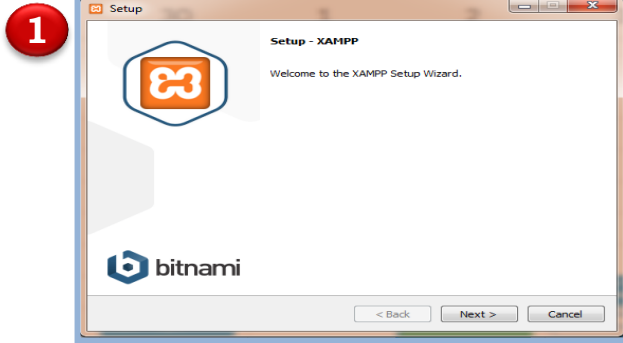 1
Setup
Setup - XAMPP
Welcome to the XAMPP Setup Wizard.
bitnami
< Back
Next >
Cancel